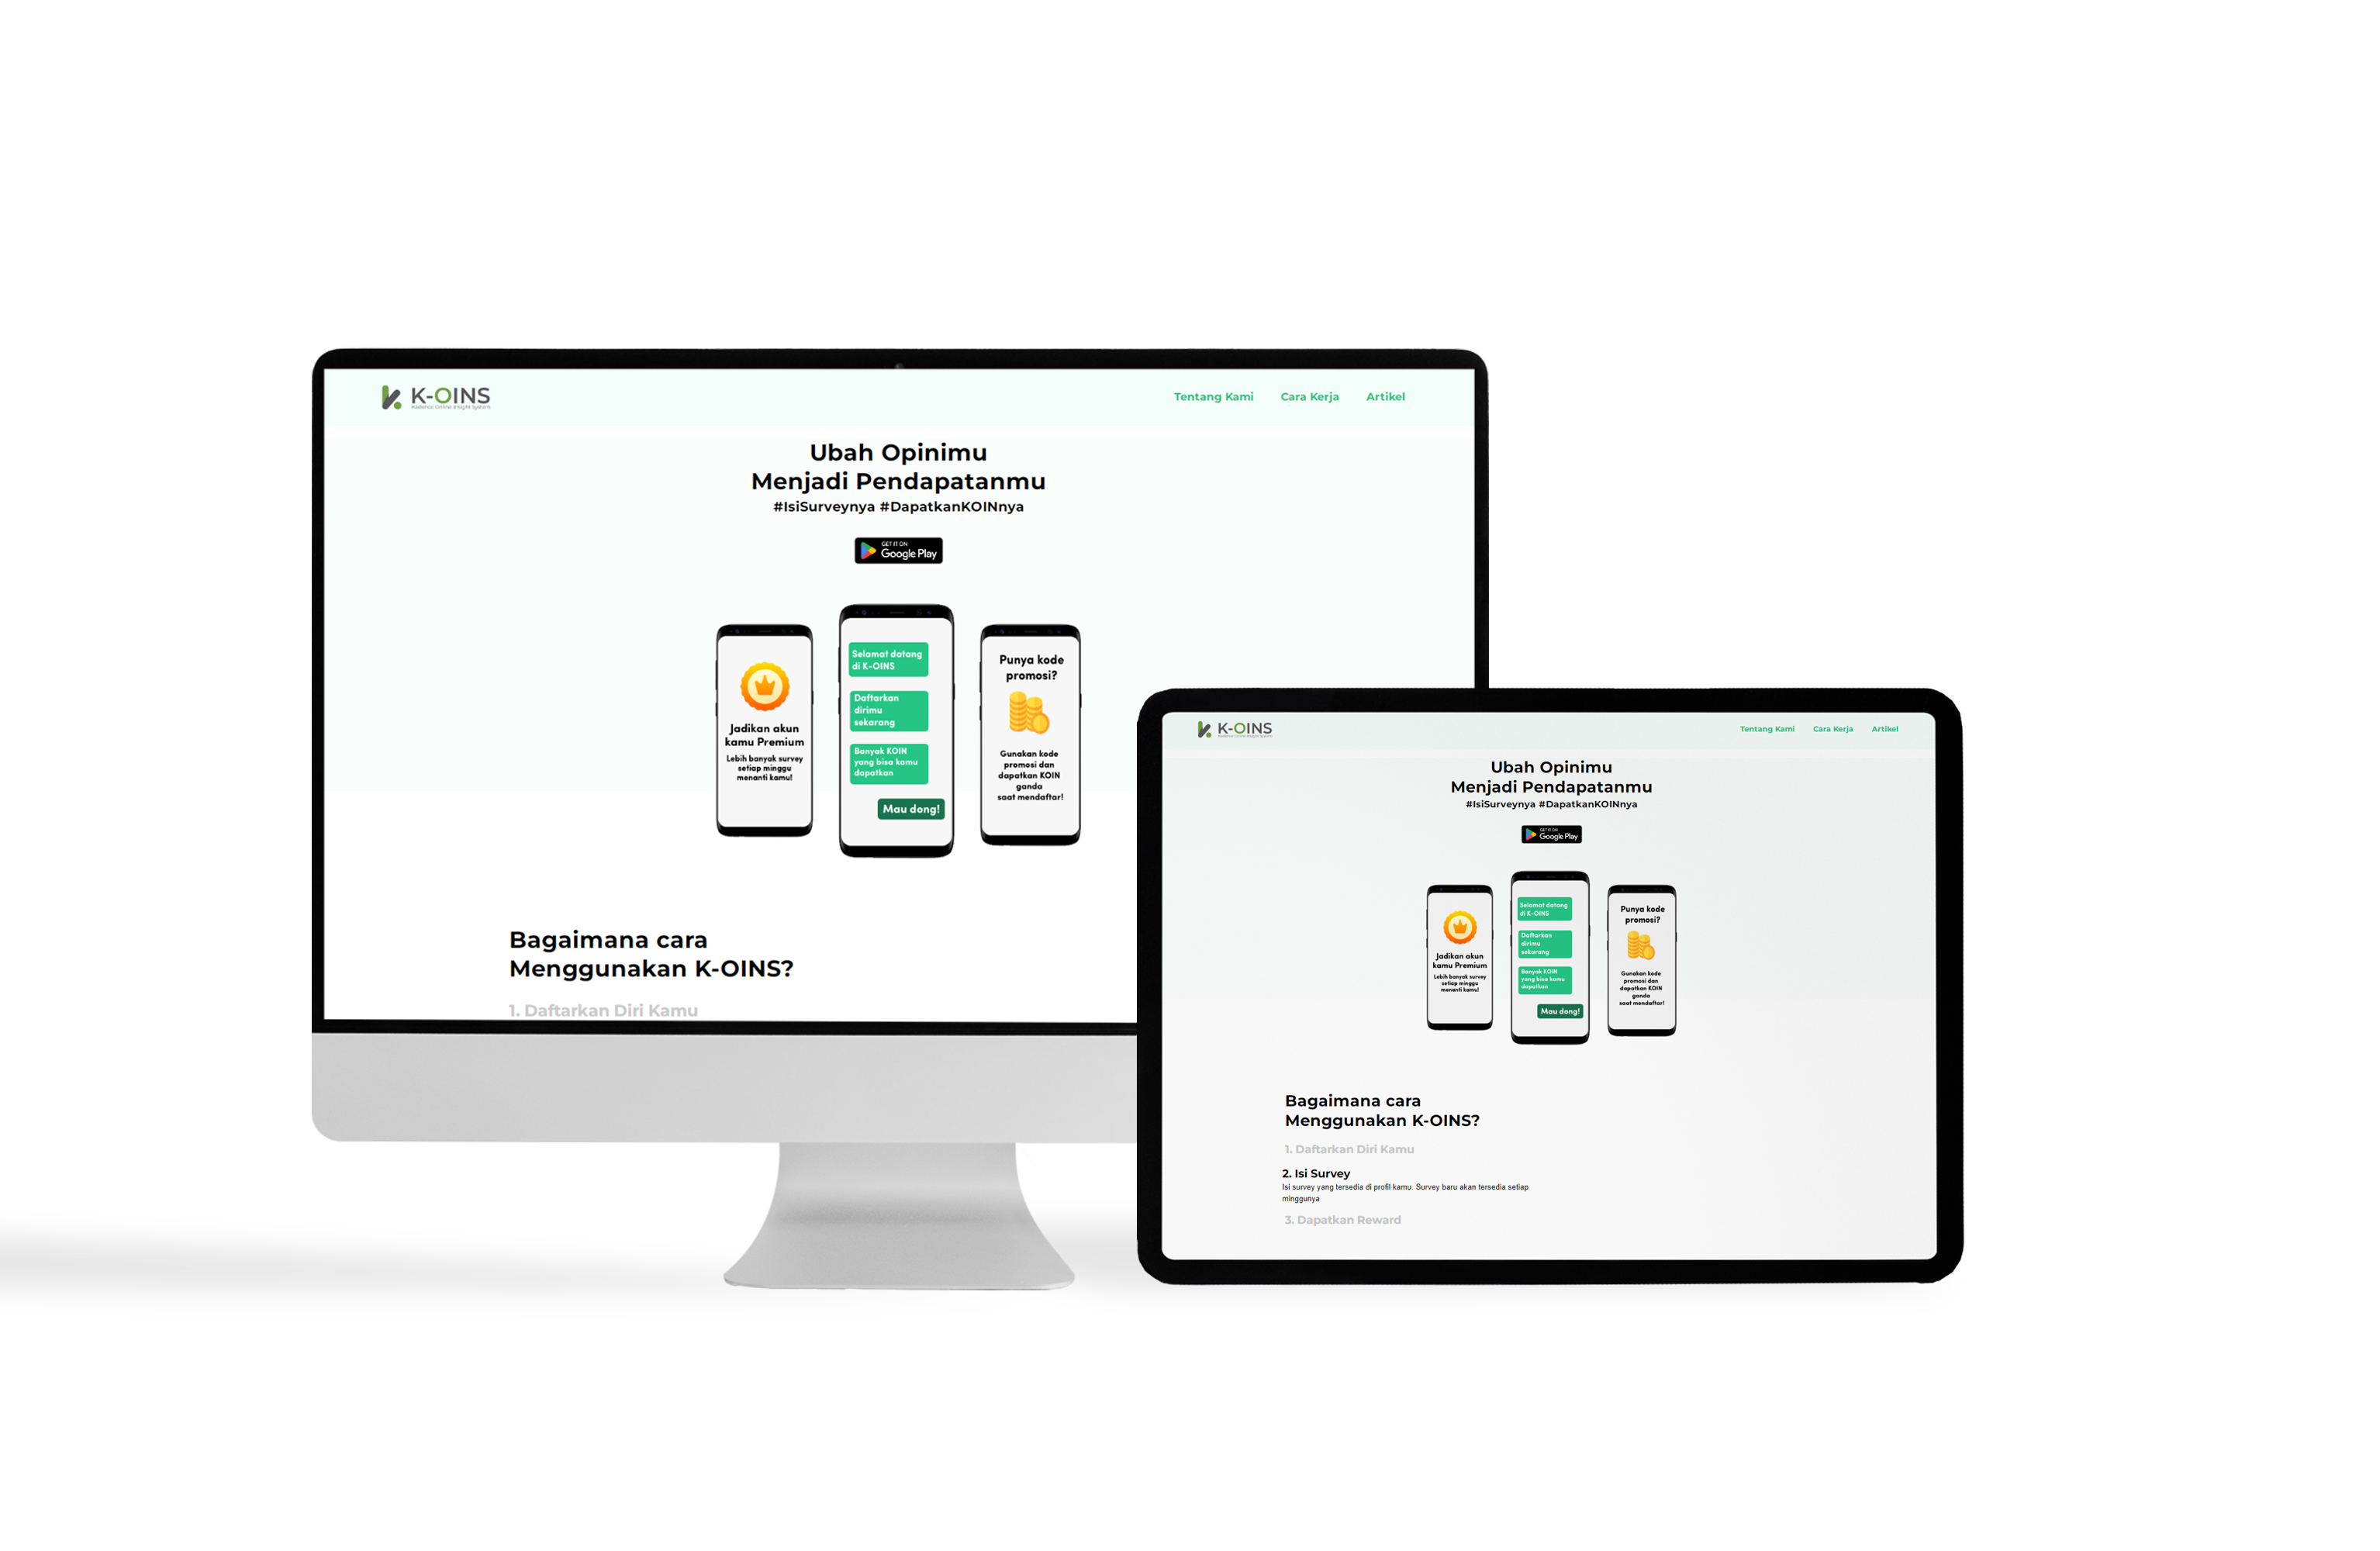 K-OINS
Kadence Online Insight System
Tentang Kami
Cara Kerja
Artikel
Ubah Opinimu
Menjadi Pendapatanmu
#IsiSurveynya #DapatkanKOINnya
GET IT ON
Google Play
Jadikan akun
kamu Premium
Lebih banyak survey
setiap minggu
menanti kamu!
Selamat datang
di K-OINS
Daftarkan
dirimu
sekarang
Banyak KOIN
yang bisa kamu
dapatkan
Mau dong!
Punya kode
promosi?
Gunakan kode
promosi dan
dapatkan KOIN
ganda
saat mendaftar!
Bagaimana cara
Menggunakan K-OINS?
1. Daftarkan Diri Kamu
K-OINS
Kadence Online Insight System
Tentang Kami
Cara Kerja
Artikel
Ubah Opinimu
Menjadi Pendapatanmu
#IsiSurveynya #DapatkanKOINnya
GET IT ON
Google Play
Jadikan akun
kamu Premium
Lebih banyak survey
setiap minggu
menanti kamu!
Selamat datang
di K-OINS
Daftarkan
dirimu
sekarang
Banyak KOIN
yang bisa kamu
dapatkan
Mau dong!
Punya kode
promosi?
Gunakan kode
promosi dan
dapatkan KOIN
ganda
saat mendaftar!
Bagaimana cara
Menggunakan K-OINS?
1. Daftarkan Diri Kamu
2. Isi Survey
Isi survey yang tersedia di profil kamu. Survey baru akan tersedia setiap
minggunya
3. Dapatkan Reward